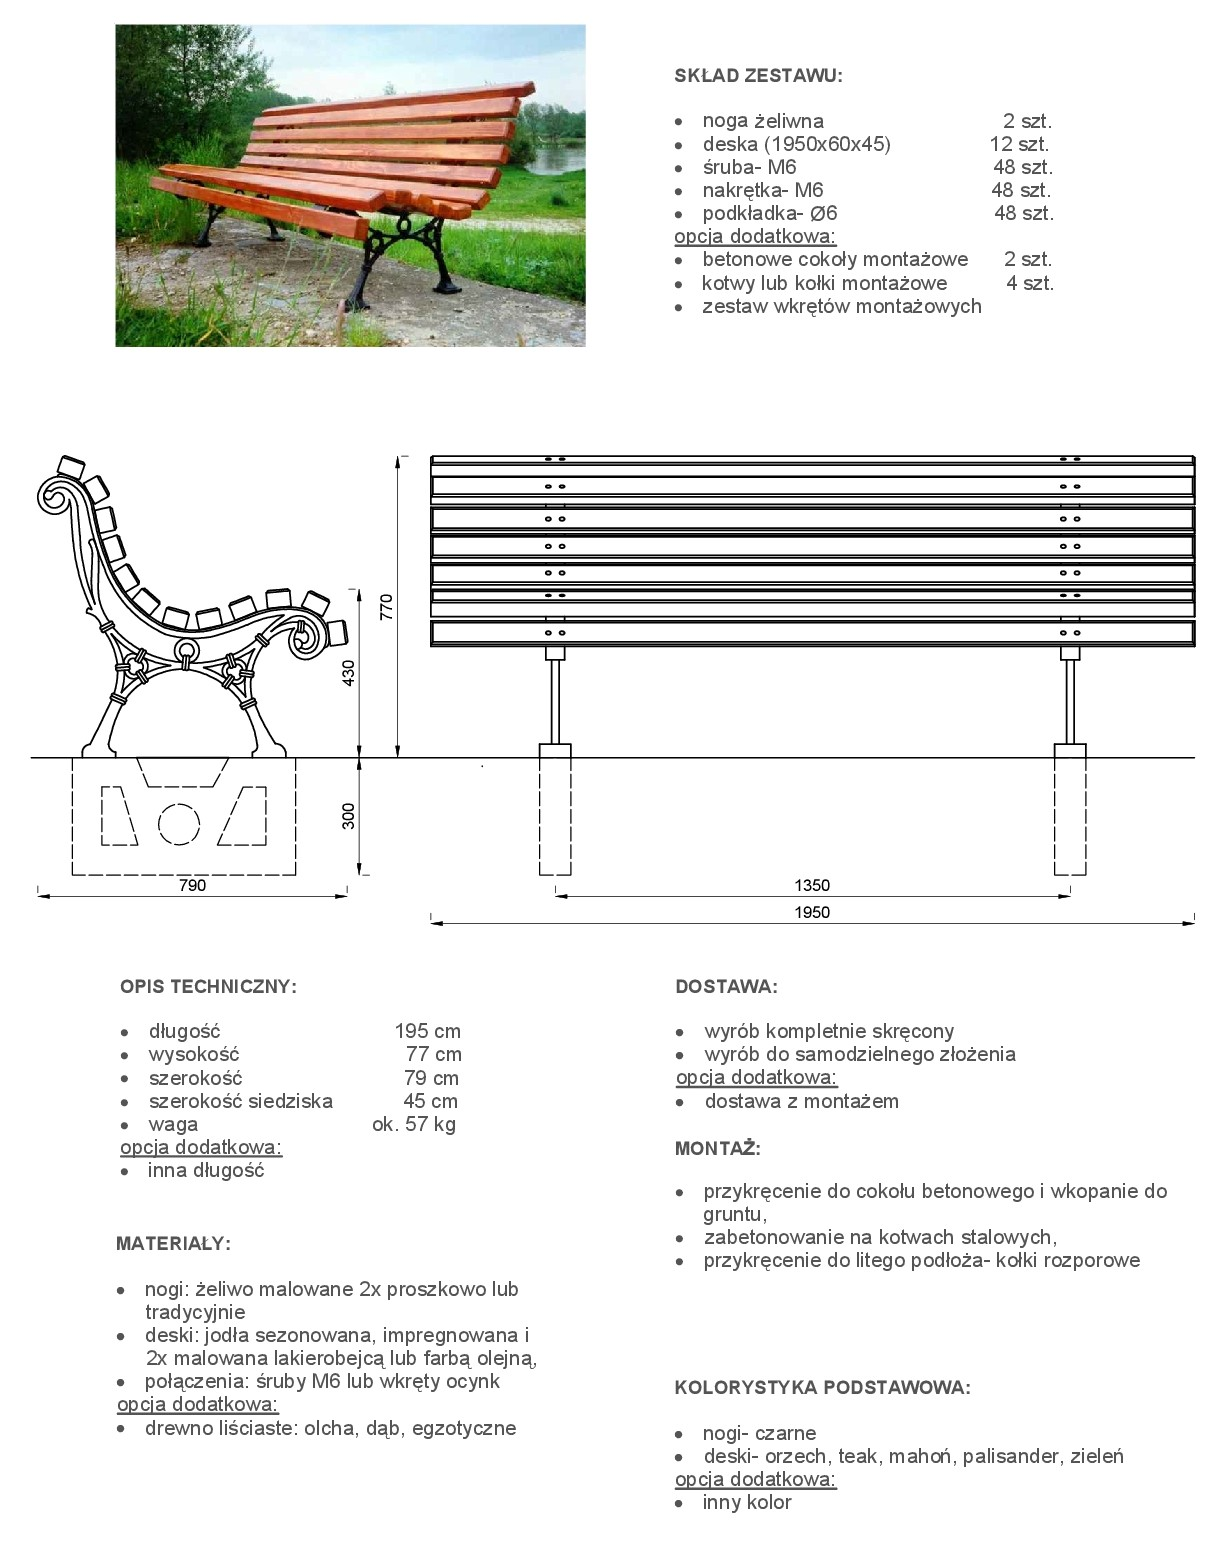 SKŁAD ZESTAWU:
• noga żeliwna 2 szt.
• deska (1950x60x45) 12 szt.
• śruba- M6 48 szt.
• nakrętka- M6 48 szt.
• podkładka- Ø6 48 szt.
opcja dodatkowa:
• betonowe cokoły montażowe 2 szt.
• kotwy lub kołki montażowe 4 szt.
• zestaw wkrętów montażowych
770
430
300
790
1350
1950
OPIS TECHNICZNY:
• długość 195 cm
• wysokość 77 cm
• szerokość 79 cm
• szerokość siedziska 45 cm
• waga ok. 57 kg
opcja dodatkowa:
• inna długość
MATERIAŁY:
• nogi: żeliwo malowane 2x proszkowo lub
tradycyjnie
• deski: jodła sezonowana, impregnowana i
2x malowana lakierobejcą lub farbą olejną,
• połączenia: śruby M6 lub wkręty ocynk
opcja dodatkowa:
• drewno liściaste: olcha, dąb, egzotyczne
DOSTAWA:
• wyrób kompletnie skręcony
• wyrób do samodzielnego złożenia
opcja dodatkowa:
• dostawa z montażem
MONTAŻ:
• przykręcenie do cokołu betonowego i wkopanie do
gruntu,
• zabetonowanie na kotwach stalowych,
• przykręcenie do litego podłoża- kołki rozporowe
KOLORYSTYKA PODSTAWOWA:
• nogi- czarne
• deski- orzech, teak, mahoń, palisander, zieleń
opcja dodatkowa:
• inny kolor